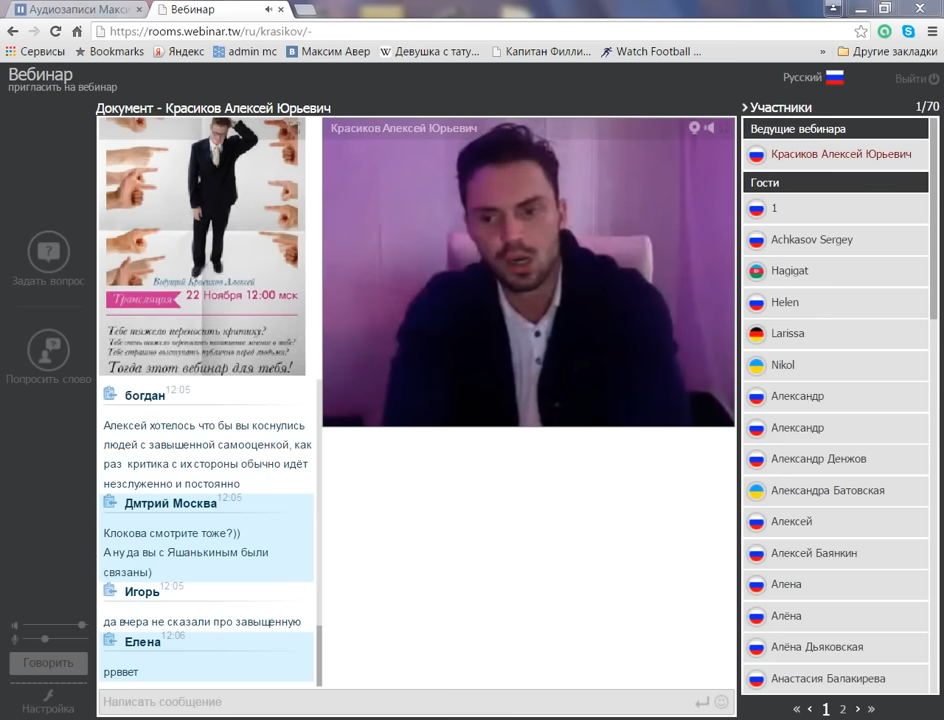 Аудиозаписи Макси
Вебинар
https://rooms.webinar.tw/ru/krasikov/-
Сервисы
Bookmarks
Яндекс
admin mc
Максим Авер
Девушка с тату...
Капитан Филли...
Watch Football ...
»
Другие закладки
Вебинар
пригласить на вебинар
Русский
Выйти
Документ - Красиков Алексей Юрьевич
Участники 1/70
Задать вопрос
Попросить слово
Говорить
Настройка
Ведущий Красиков Алексей
Трансляция 22 Ноября 12:00 мск
Тебе тяжело переносить критику?
Тебе страшно выступать публично перед людьми?
Тогда этот вебинар для тебя!
богдан 12:05
Алексей хотелось что бы вы коснулись
людей с завышенной самооценкой, как
раз критика с их стороны обычно идёт
незслуженно и постоянно
Дмтрий Москва 12:05
Клокова смотрите тоже?))
А ну да вы с Яшанькиным были
связаны)
Игорь 12:05
да вчера не сказали про завыщенную
Елена 12:06
ррввет
Написать сообщение
Красиков Алексей Юрьевич
Ведущие вебинара
Красиков Алексей Юрьевич
Гости
1
Achkasov Sergey
Hagigat
Helen
Larissa
Nikol
Александр
Александр
Александр Денжов
Александра Батовская
Алексей
Алексей Баянкин
Алена
Алёна
Алёна Дьяковская
Анастасия Балакирева
« ‹ 1 2 › »